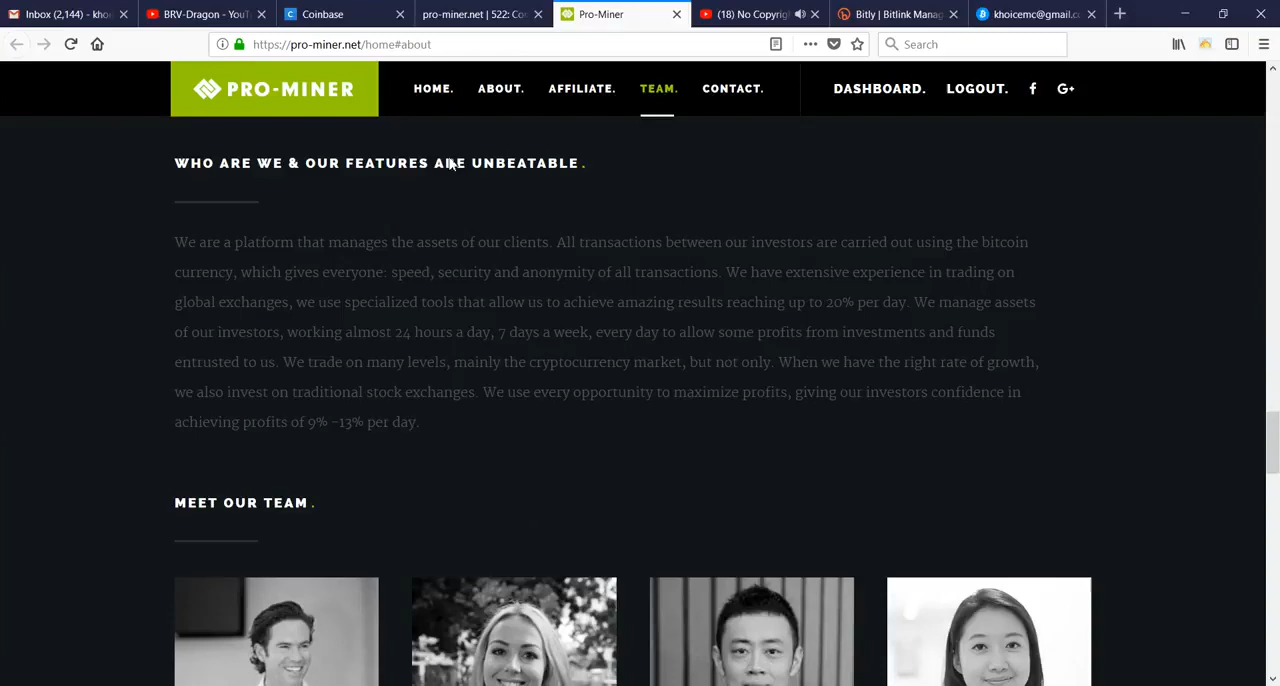 Inbox (2,144) - khoe
BRV-Dragon - YouT
Coinbase
pro-miner.net | 522: Co
Pro-Miner
(18) No Copyrigh
Bitly | Bitlink Manag
khoicemc@gmail.co
https://pro-miner.net/home#about
Search
PRO-MINER
HOME.
ABOUT.
AFFILIATE.
TEAM.
CONTACT.
DASHBOARD.
LOGOUT.
WHO ARE WE & OUR FEATURES ARE UNBEATABLE.
We are a platform that manages the assets of our clients. All transactions between our investors are carried out using the bitcoin
currency, which gives everyone: speed, security and anonymity of all transactions. We have extensive experience in trading on
global exchanges, we use specialized tools that allow us to achieve amazing results reaching up to 20% per day. We manage assets
of our investors, working almost 24 hours a day, 7 days a week, every day to allow some profits from investments and funds
entrusted to us. We trade on many levels, mainly the cryptocurrency market, but not only. When we have the right rate of growth,
we also invest on traditional stock exchanges. We use every opportunity to maximize profits, giving our investors confidence in
achieving profits of 9% -13% per day.
MEET OUR TEAM.